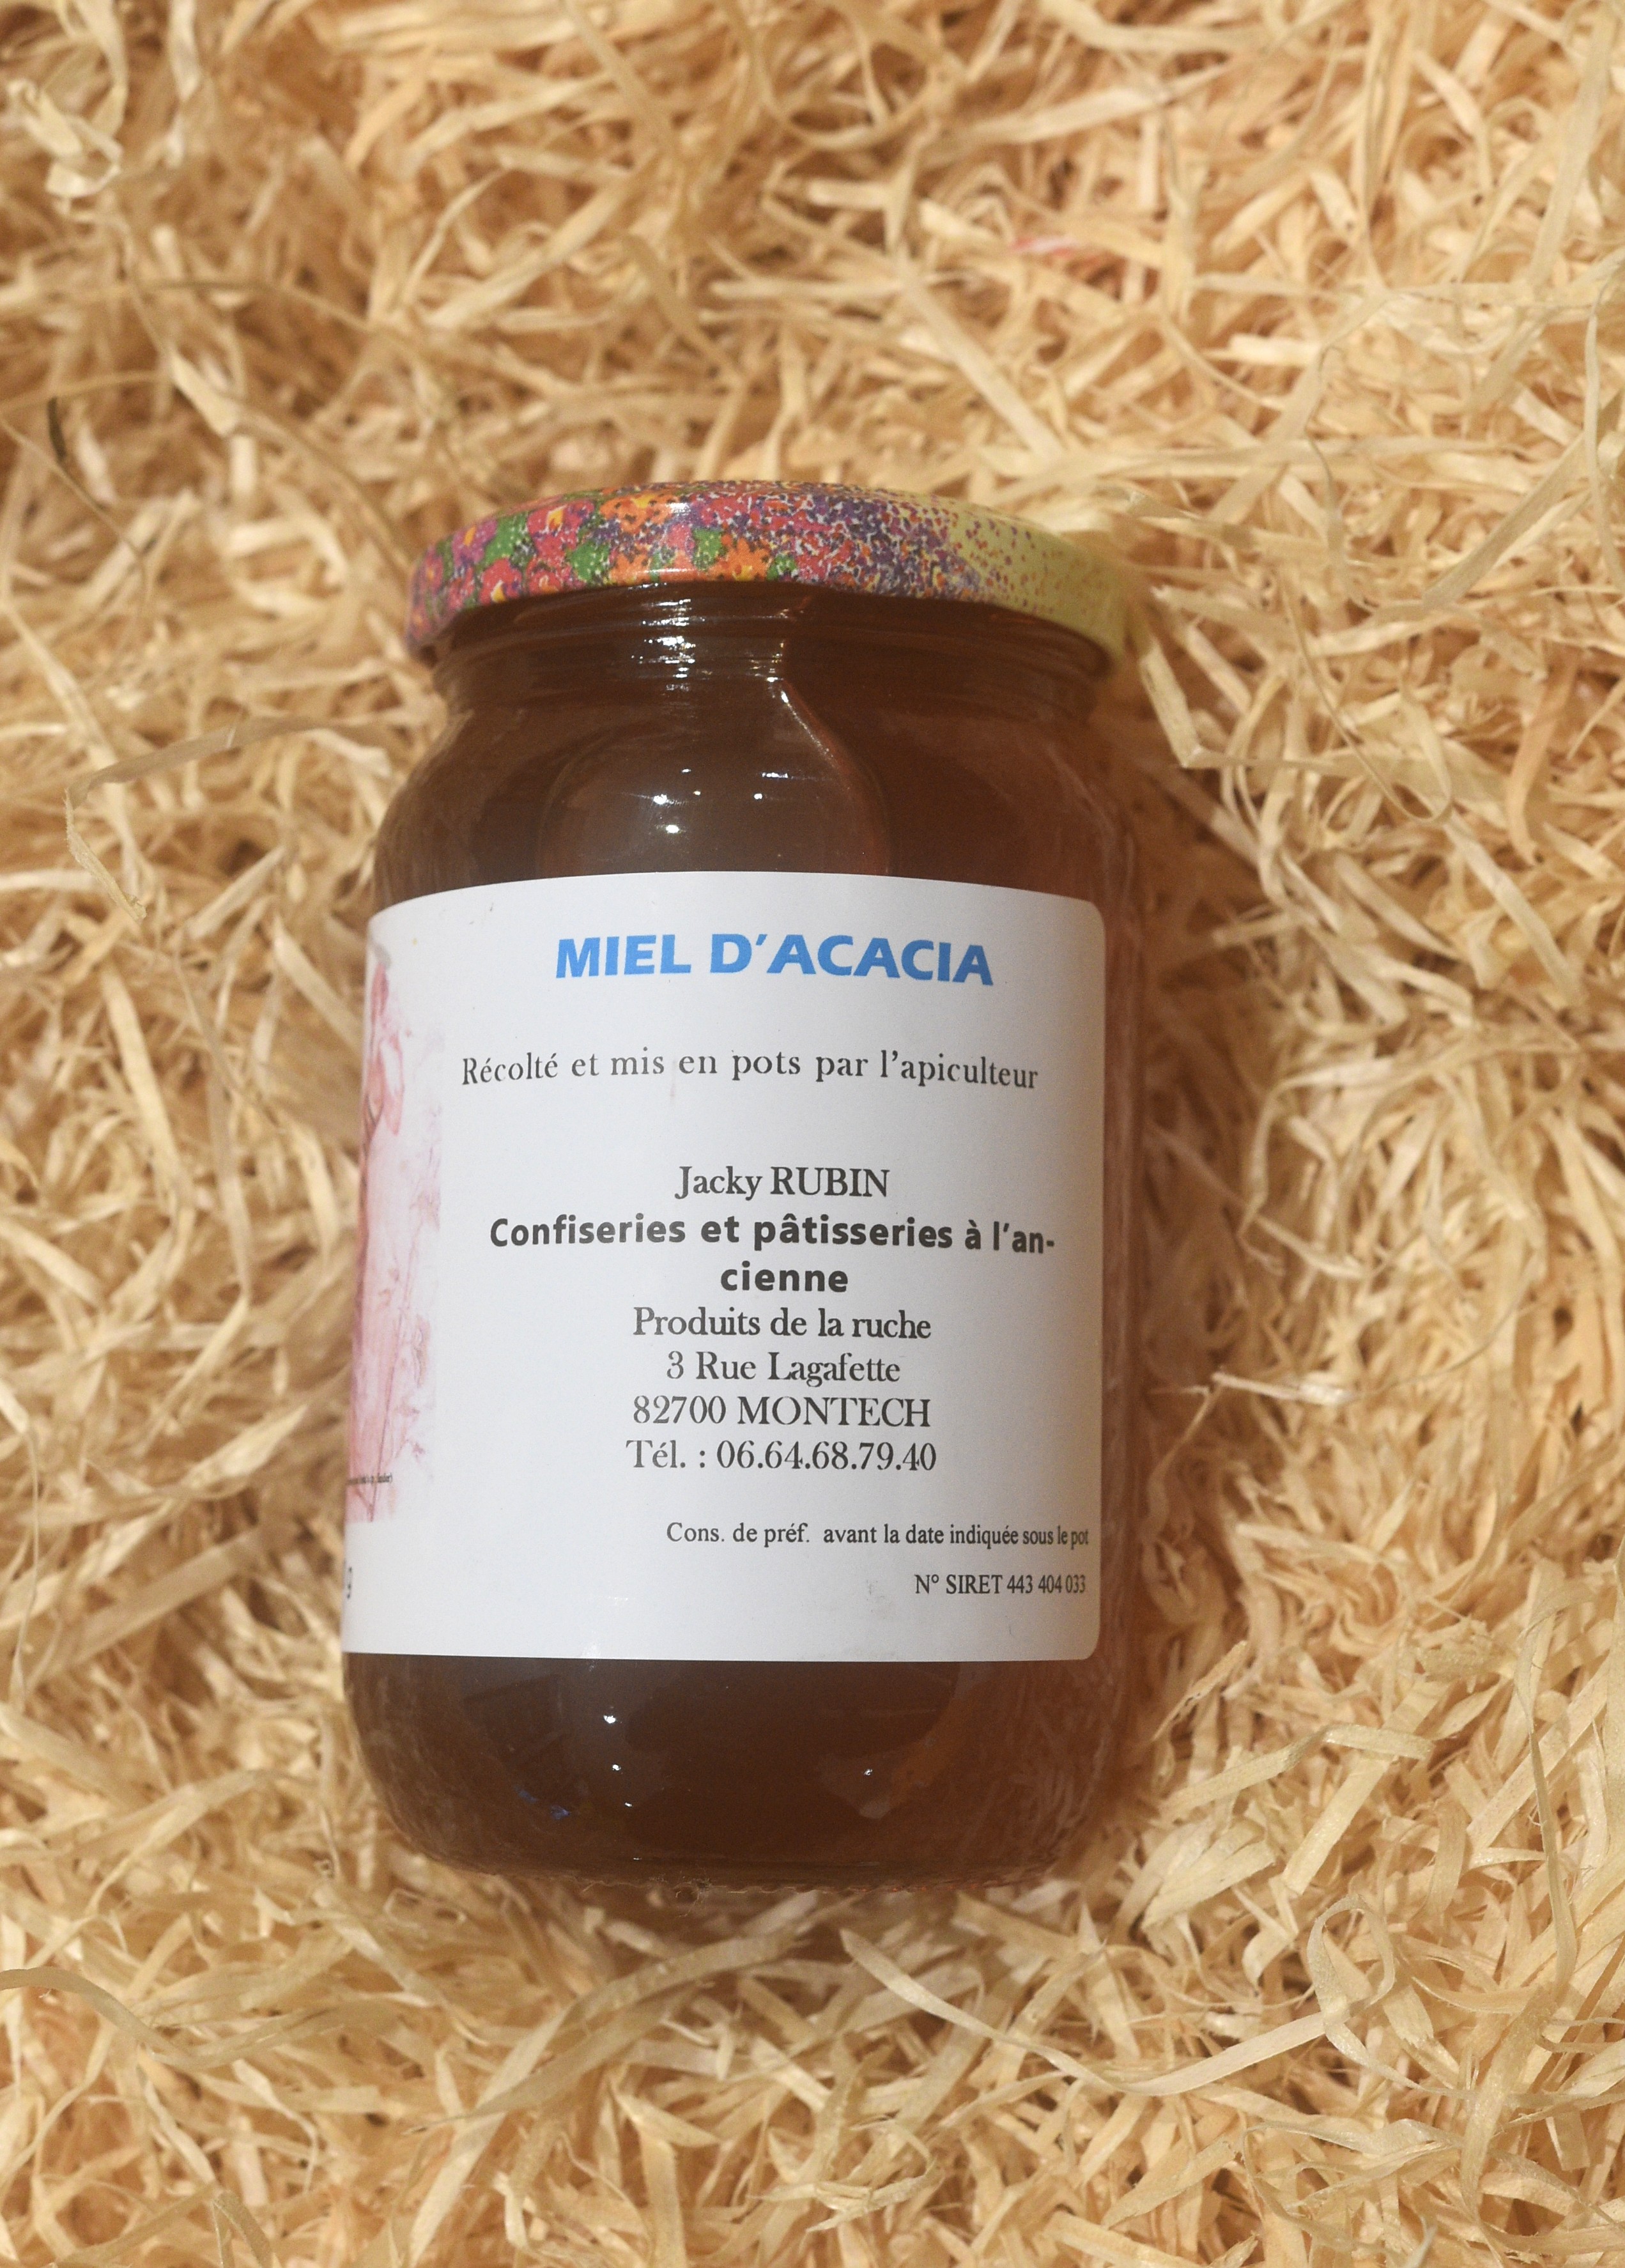 MIEL D'ACACIA
Récolté et mis en pots par l'apiculteur
Jacky RUBIN
Confiseries et pâtisseries à l'an-
cienne
Produits de la ruche
3 Rue Lagafette
82700 MONTECH
Tél. : 06.64.68.79.40
Cons. de préf. avant la date indiquée sous le pot
N° SIRET 443 404 033
g